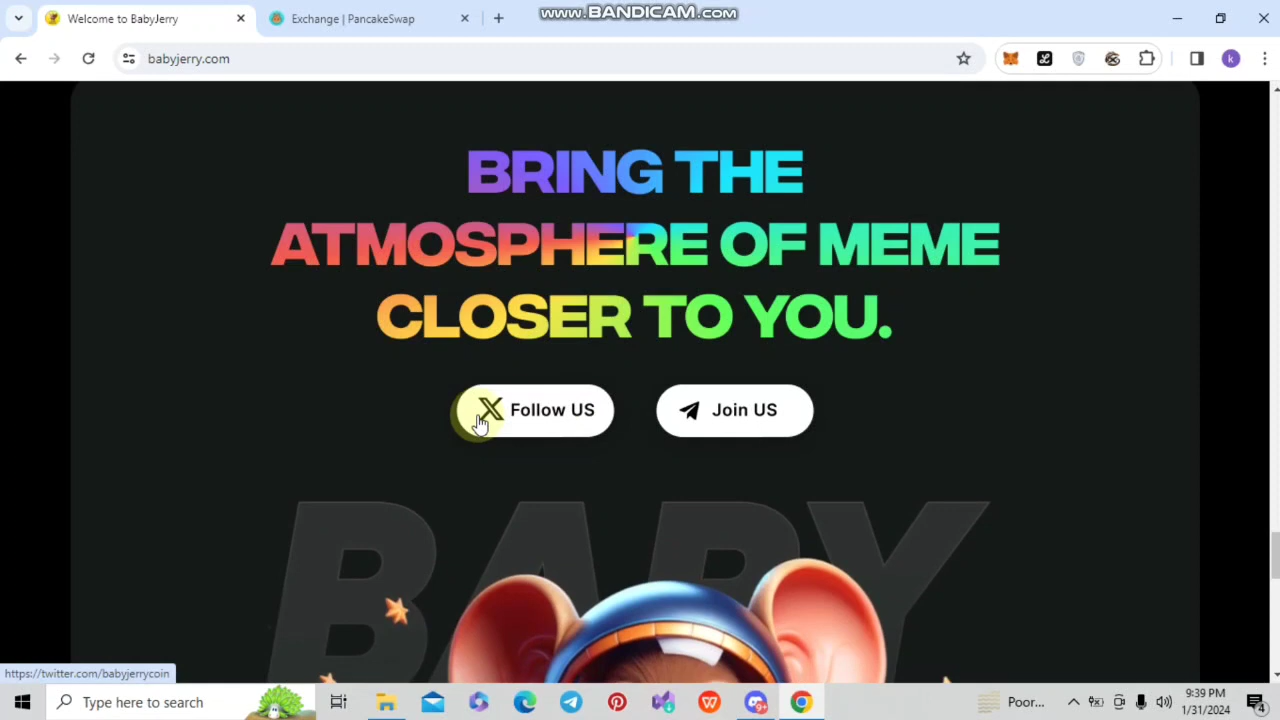 www.BANDICAM.com
Welcome to BabyJerry
Exchange | PancakeSwap
babyjerry.com
k
BRING THE
ATMOSPHERE OF MEME
CLOSER TO YOU.
Follow US
Join US
BABY
https://twitter.com/babyjerrycoin
Type here to search
Poor...
9:39 PM
1/31/2024
9+
4